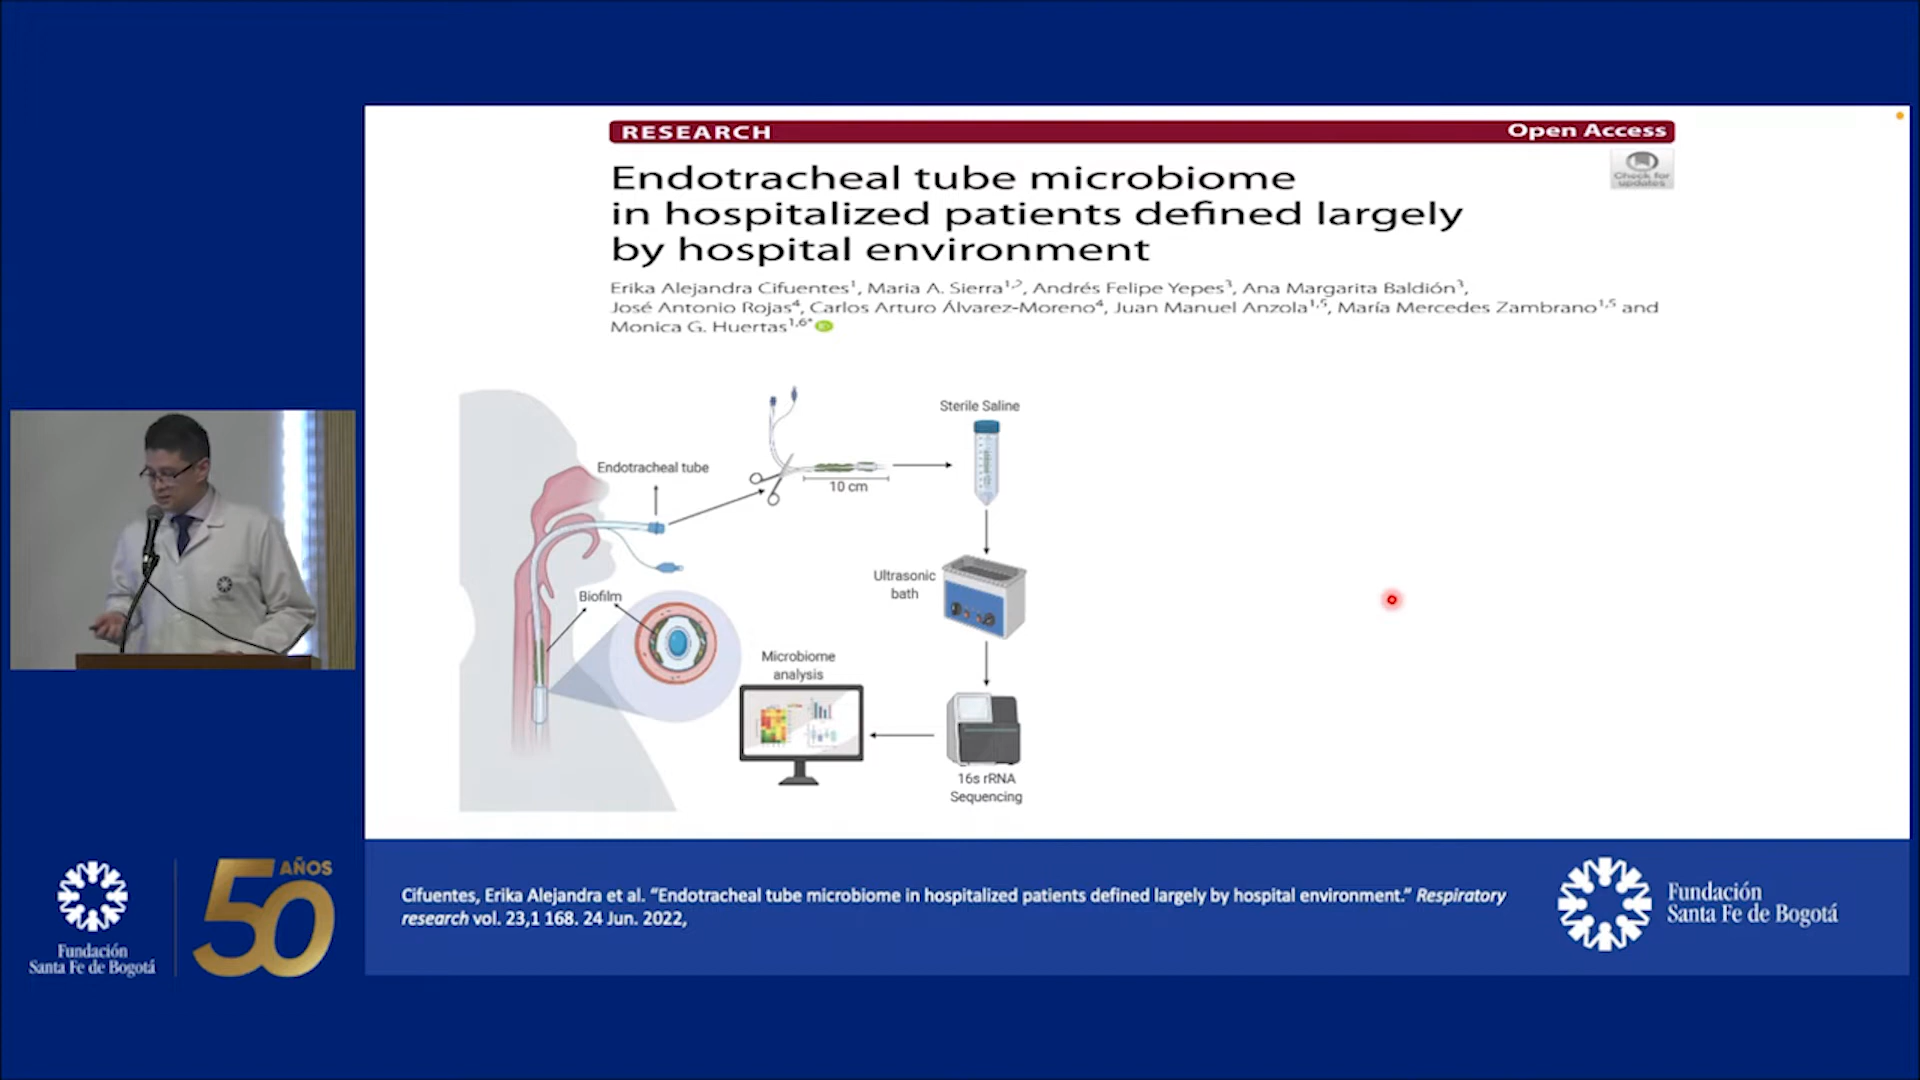 RESEARCH
Open Access
Check for
updates
Endotracheal tube microbiome
in hospitalized patients defined largely
by hospital environment
Erika Alejandra Cifuentes1, Maria A. Sierra1,2, Andrés Felipe Yepes3, Ana Margarita Baldión3,
José Antonio Rojas4, Carlos Arturo Álvarez-Moreno4, Juan Manuel Anzola1,5, María Mercedes Zambrano1,5 and
Monica G. Huertas1,6*
Endotracheal tube
10 cm
Sterile Saline
Ultrasonic
bath
Biofilm
Microbiome
analysis
16s rRNA
Sequencing
Cifuentes, Erika Alejandra et al. “Endotracheal tube microbiome in hospitalized patients defined largely by hospital environment.” Respiratory
research vol. 23,1 168. 24 Jun. 2022,
Fundación
Santa Fe de Bogotá
50 AÑOS
Fundación
Santa Fe de Bogotá